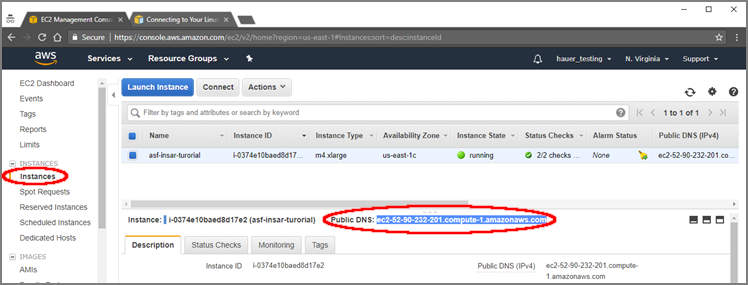 EC2 Management Conso
Connecting to Your Linux
Secure https://console.aws.amazon.com/ec2/v2/home?region=us-east-1#Instances:sort=desc:instanceId
aws Services Resource Groups hauer_testing N. Virginia Support
EC2 Dashboard
Events
Tags
Reports
Limits
INSTANCES
Instances
Spot Requests
Reserved Instances
Scheduled Instances
Dedicated Hosts
IMAGES
AMIs
Launch Instance Connect Actions
Filter by tags and attributes or search by keyword
1 to 1 of 1
Name Instance ID Instance Type Availability Zone Instance State Status Checks Alarm Status Public DNS (IPv4)
asf-insar-turorial i-0374e10baed8d17... m4.xlarge us-east-1c running 2/2 checks ... None ec2-52-90-232-201.co...
Instance: i-0374e10baed8d17e2 (asf-insar-turorial) Public DNS: ec2-52-90-232-201.compute-1.amazonaws.com
Description Status Checks Monitoring Tags
Instance ID i-0374e10baed8d17e2 Public DNS (IPv4) ec2-52-90-232-201.compute-
1.amazonaws.com